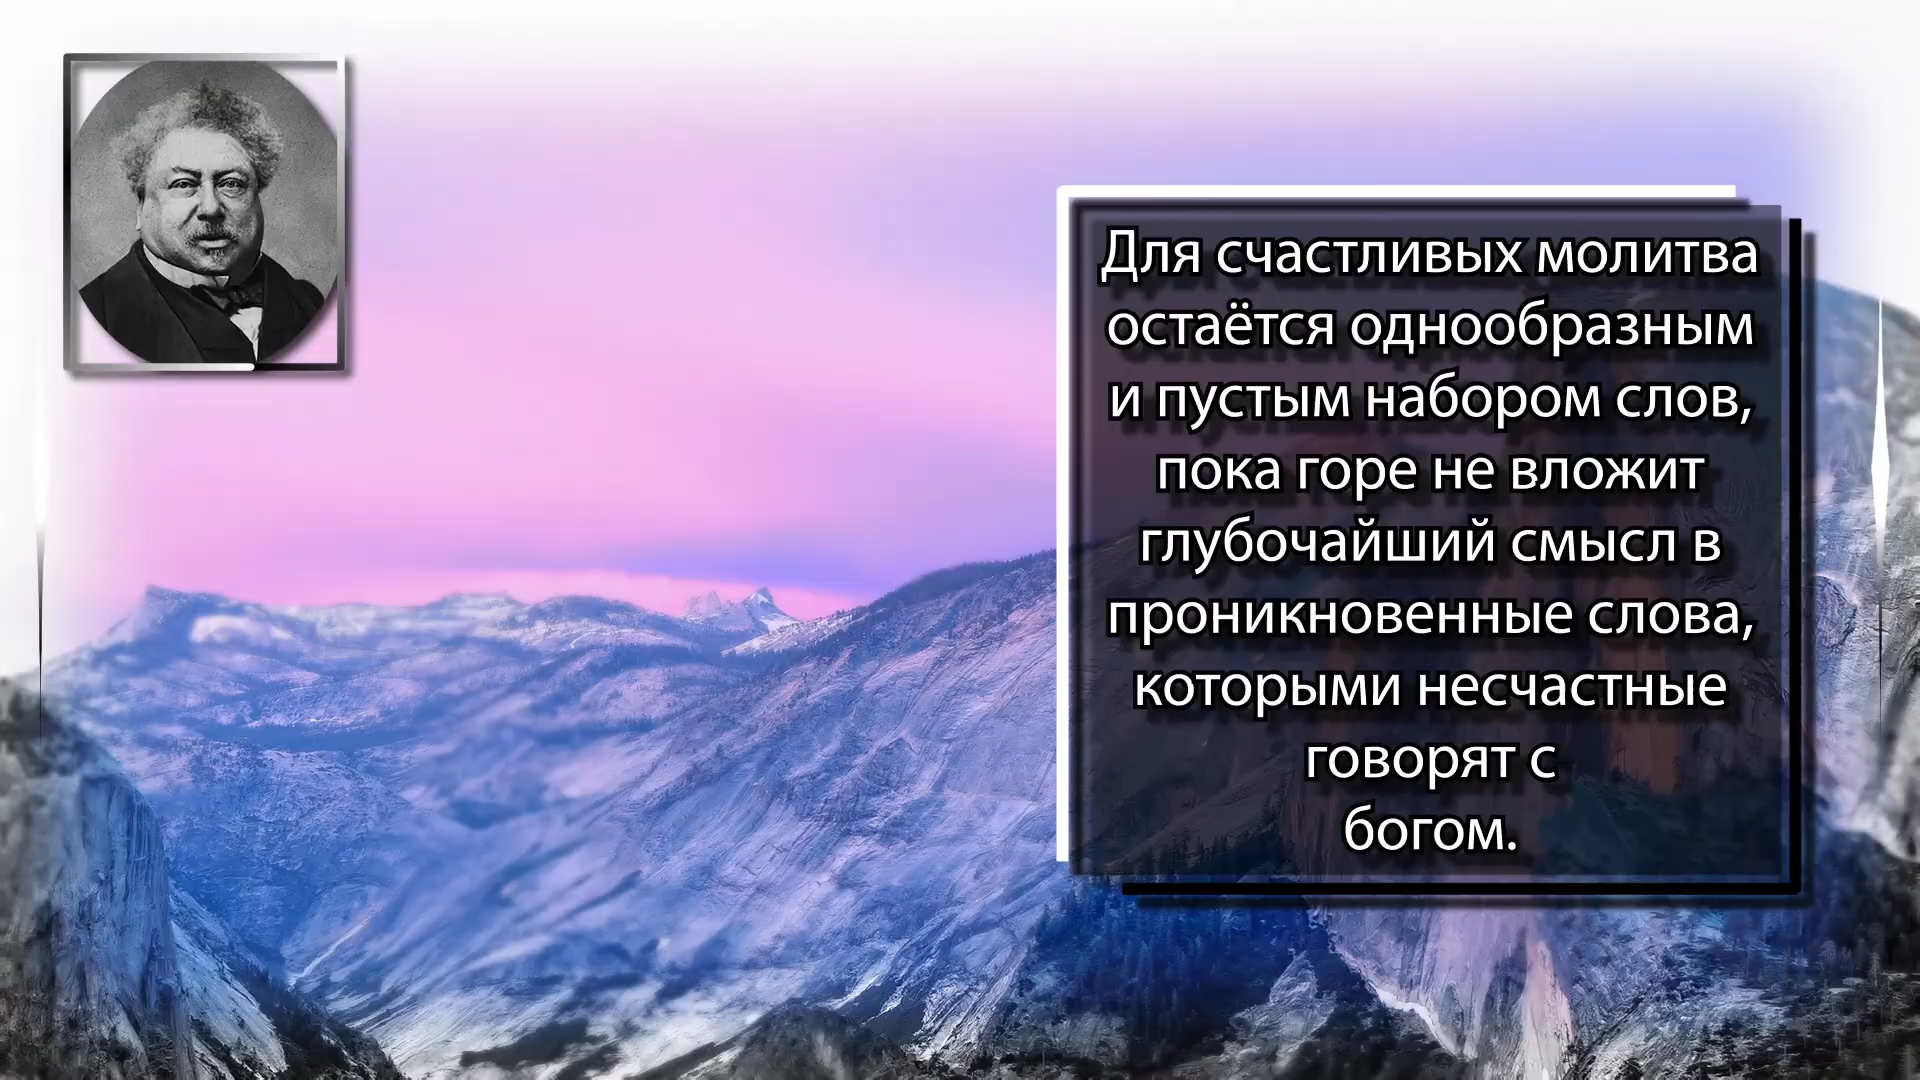 Для счастливых молитва
остаётся однообразным
и пустым набором слов,
пока горе не вложит
глубочайший смысл в
проникновенные слова,
которыми несчастные
говорят с
богом.